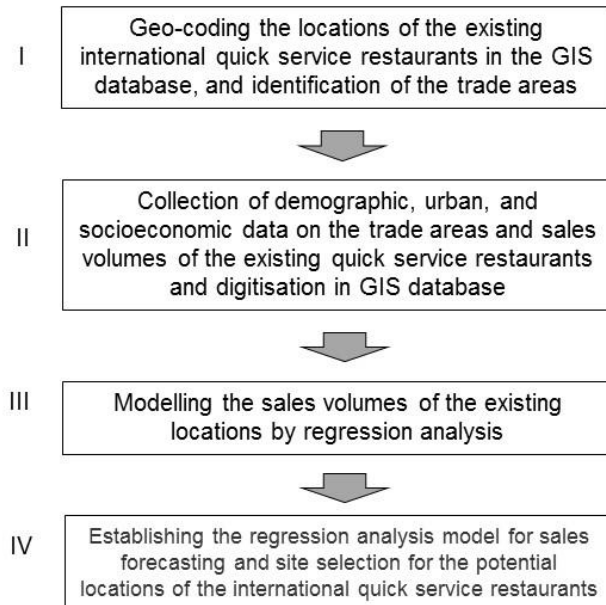 I
Geo-coding the locations of the existing
international quick service restaurants in the GIS
database, and identification of the trade areas
II
Collection of demographic, urban, and
socioeconomic data on the trade areas and sales
volumes of the existing quick service restaurants
and digitisation in GIS database
III
Modelling the sales volumes of the existing
locations by regression analysis
IV
Establishing the regression analysis model for sales
forecasting and site selection for the potential
locations of the international quick service restaurants